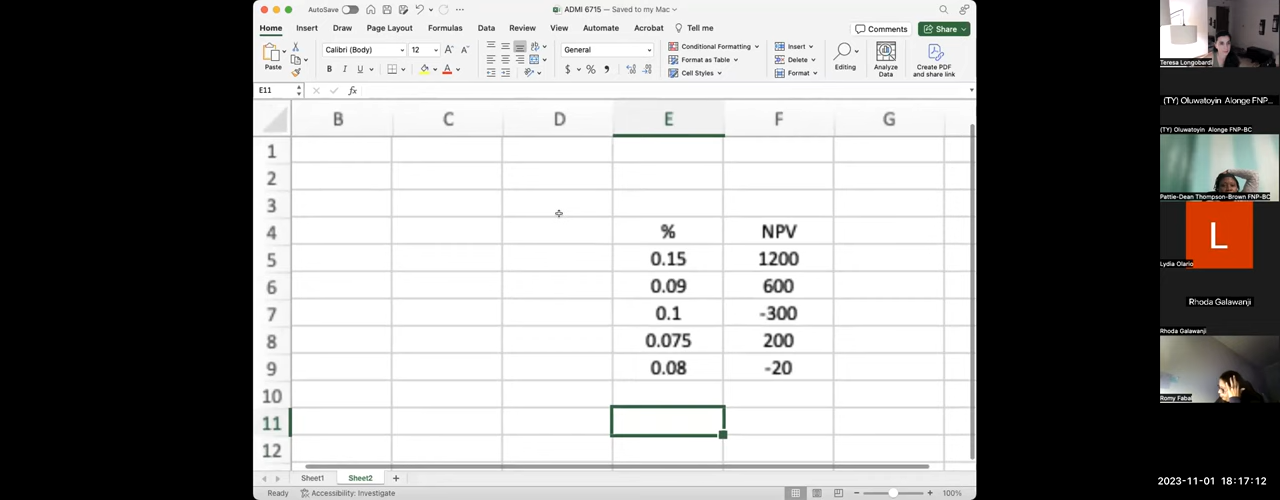 AutoSave
ADMI 6715 — Saved to my Mac
Home Insert Draw Page Layout Formulas Data Review View Automate Acrobat Tell me
Comments Share
Paste
Calibri (Body) 12 A A
B I U A
General
$ % ,
Conditional Formatting
Format as Table
Cell Styles
Insert
Delete
Format
Editing
Analyze Data
Create PDF and share link
E11 fx
B C D E F G
1
2
3
4 % NPV
5 0.15 1200
6 0.09 600
7 0.1 -300
8 0.075 200
9 0.08 -20
10
11
12
Sheet1 Sheet2 +
Ready Accessibility: Investigate 100%
Teresa Longobardi
(TY) Oluwatoyin Alonge FNP...
(TY) Oluwatoyin Alonge FNP-BC
Pattie-Dean Thompson-Brown FNP-BC
L
Lydia Olario
Rhoda Galawanji
Rhoda Galawanji
Romy Fabal
2023-11-01 18:17:12